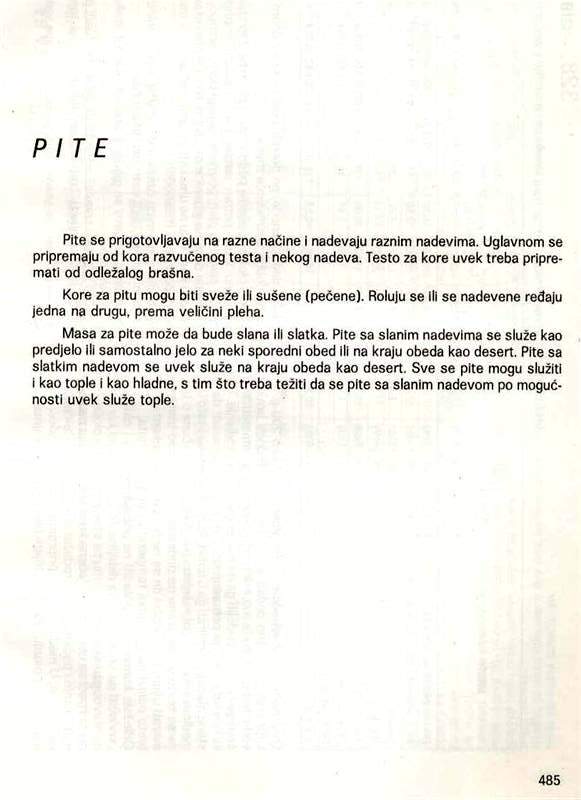 PITE
Pite se prigotovljavaju na razne načine i nadevaju raznim nadevima. Uglavnom se
pripremaju od kora razvučenog testa i nekog nadeva. Testo za kore uvek treba pripre-
mati od odležalog brašna.
Kore za pitu mogu biti sveže ili sušene (pečene). Roluju se ili se nadevene ređaju
jedna na drugu, prema veličini pleha.
Masa za pite može da bude slana ili slatka. Pite sa slanim nadevima se služe kao
predjelo ili samostalno jelo za neki sporedni obed ili na kraju obeda kao desert. Pite sa
slatkim nadevom se uvek služe na kraju obeda kao desert. Sve se pite mogu služiti
i kao tople i kao hladne, s tim što treba težiti da se pite sa slanim nadevom po moguć-
nosti uvek služe tople.
485